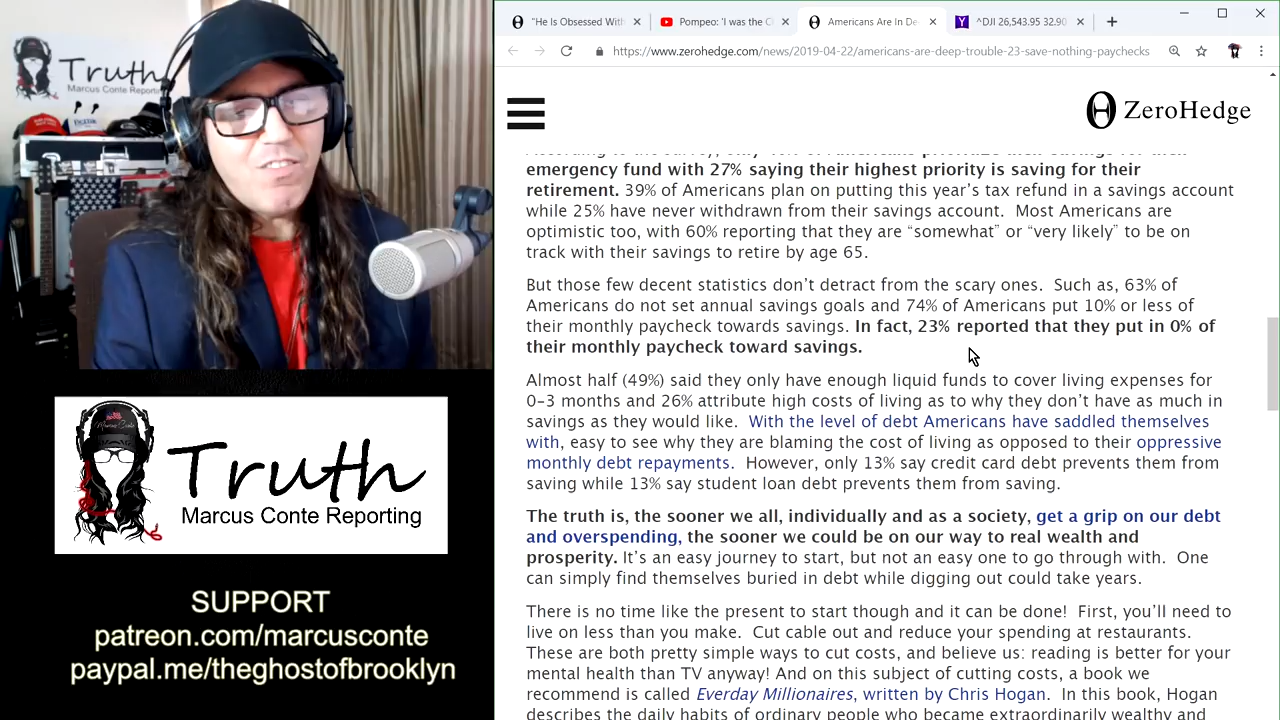 Truth
Marcus Conte Reporting
"He Is Obsessed With
Pompeo: 'I was the C
Americans Are In De
^DJI 26,543.95 32.90
https://www.zerohedge.com/news/2019-04-22/americans-are-deep-trouble-23-save-nothing-paychecks
ZeroHedge
emergency fund with 27% saying their highest priority is saving for their
retirement. 39% of Americans plan on putting this year's tax refund in a savings account
while 25% have never withdrawn from their savings account.  Most Americans are
optimistic too, with 60% reporting that they are “somewhat” or “very likely” to be on
track with their savings to retire by age 65.
But those few decent statistics don’t detract from the scary ones.  Such as, 63% of
Americans do not set annual savings goals and 74% of Americans put 10% or less of
their monthly paycheck towards savings. In fact, 23% reported that they put in 0% of
their monthly paycheck toward savings.
Almost half (49%) said they only have enough liquid funds to cover living expenses for
0–3 months and 26% attribute high costs of living as to why they don’t have as much in
savings as they would like.  With the level of debt Americans have saddled themselves
with, easy to see why they are blaming the cost of living as opposed to their oppressive
monthly debt repayments.  However, only 13% say credit card debt prevents them from
saving while 13% say student loan debt prevents them from saving.
The truth is, the sooner we all, individually and as a society, get a grip on our debt
and overspending, the sooner we could be on our way to real wealth and
prosperity. It’s an easy journey to start, but not an easy one to go through with.  One
can simply find themselves buried in debt while digging out could take years.
There is no time like the present to start though and it can be done!  First, you’ll need to
live on less than you make.  Cut cable out and reduce your spending at restaurants.
These are both pretty simple ways to cut costs, and believe us: reading is better for your
mental health than TV anyway! And on this subject of cutting costs, a book we
recommend is called Everday Millionaires, written by Chris Hogan.  In this book, Hogan
describes the daily habits of ordinary people who became extraordinarily wealthy and
Truth
Marcus Conte Reporting
SUPPORT
patreon.com/marcusconte
paypal.me/theghostofbrooklyn